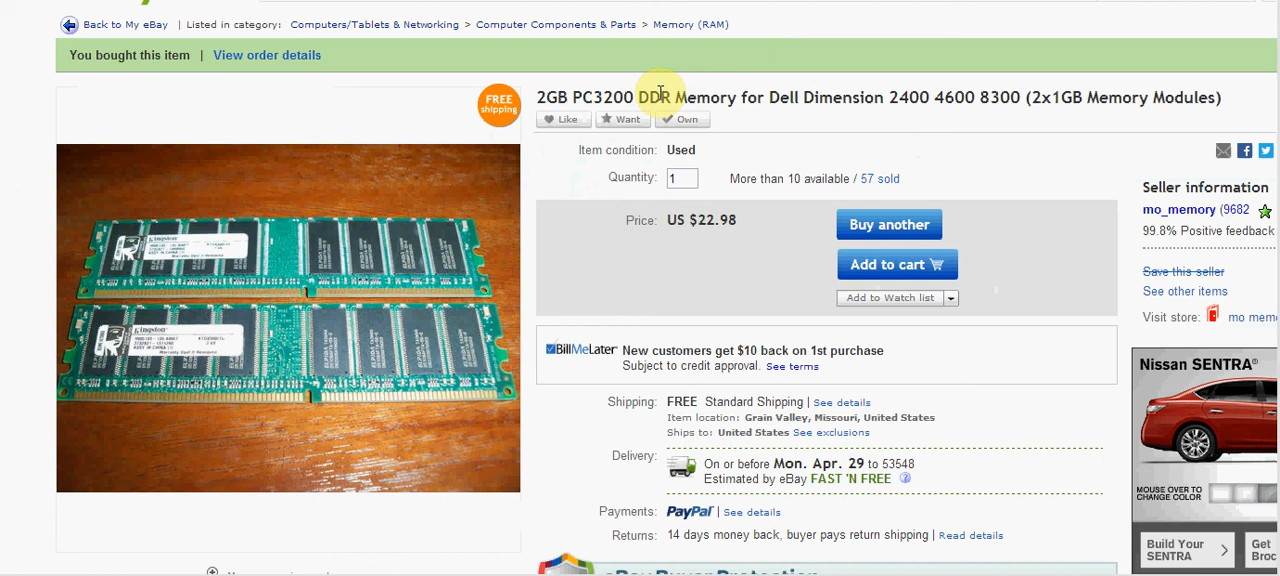 Back to My eBay | Listed in category: Computers/Tablets & Networking > Computer Components & Parts > Memory (RAM)
You bought this item | View order details
FREE
shipping
2GB PC3200 DDR Memory for Dell Dimension 2400 4600 8300 (2x1GB Memory Modules)
Like Want Own
Item condition: Used
Quantity: 1 More than 10 available / 57 sold
Price: US $22.98
Buy another
Add to cart
Add to Watch list
BillMeLater New customers get $10 back on 1st purchase
Subject to credit approval. See terms
Shipping: FREE Standard Shipping | See details
Item location: Grain Valley, Missouri, United States
Ships to: United States See exclusions
Delivery: On or before Mon. Apr. 29 to 53548
Estimated by eBay FAST 'N FREE ?
Payments: PayPal | See details
Returns: 14 days money back, buyer pays return shipping | Read details
Seller information
mo_memory (9682
99.8% Positive feedback
Save this seller
See other items
Visit store: mo mem
Nissan SENTRA®
MOUSE OVER TO
CHANGE COLOR
Build Your
SENTRA
Get
Broc
Kingston
Kingston